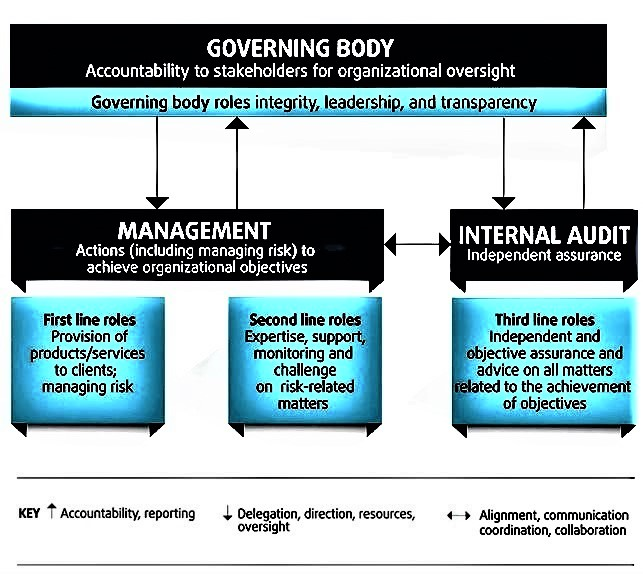 GOVERNING BODY
Accountability to stakeholders for organizational oversight
Governing body roles integrity, leadership, and transparency
MANAGEMENT
Actions (including managing risk) to
achieve organizational objectives
INTERNAL AUDIT
Independent assurance
First line roles
Provision of
products/services
to clients;
managing risk
Second line roles
Expertise, support,
monitoring and
challenge
on risk-related
matters
Third line roles
Independent and
objective assurance and
advice on all matters
related to the achievement
of objectives
KEY ↑ Accountability, reporting
↓ Delegation, direction, resources,
oversight
↔ Alignment, communication
coordination, collaboration